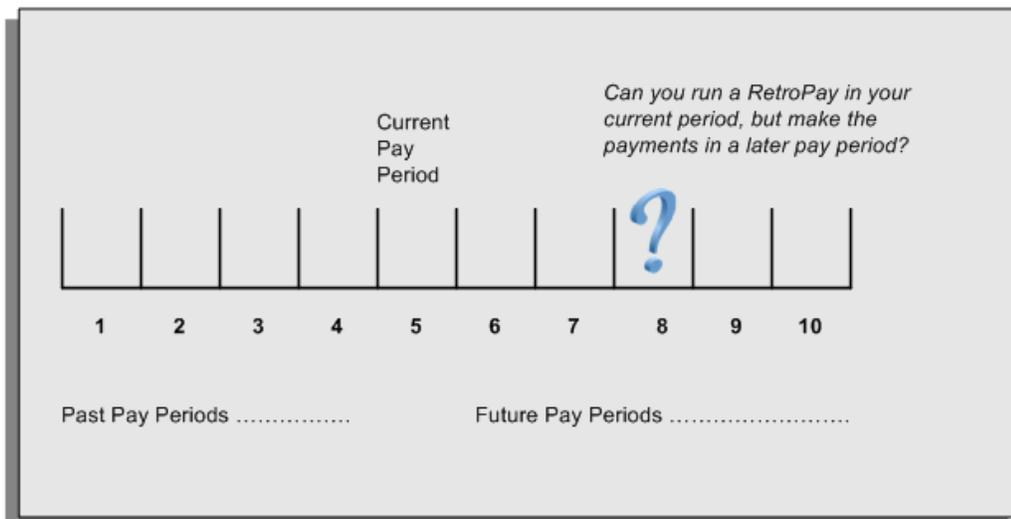 Can you run a RetroPay in your
current period, but make the
payments in a later pay period?
Current
Pay
Period
?
1 2 3 4 5 6 7 8 9 10
Past Pay Periods ................
Future Pay Periods .........................